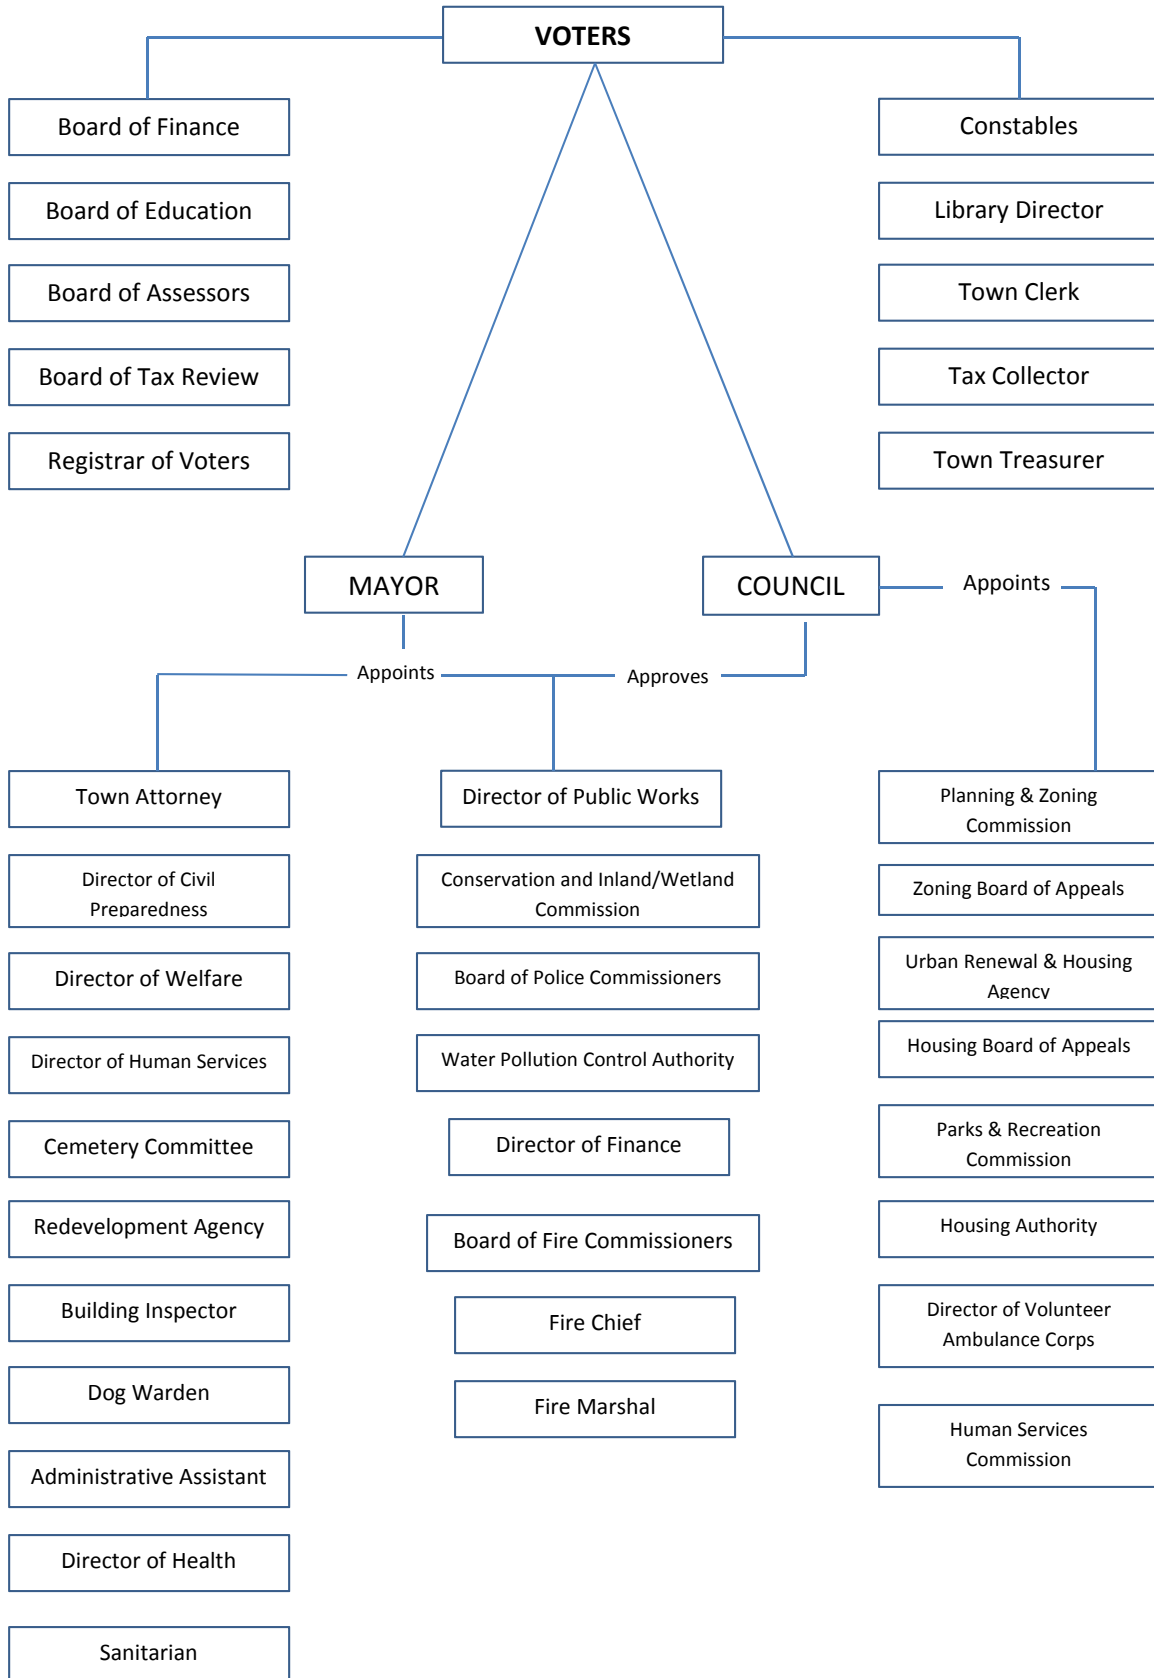 VOTERS
Board of Finance
Constables
Board of Education
Library Director
Board of Assessors
Town Clerk
Board of Tax Review
Tax Collector
Registrar of Voters
Town Treasurer
MAYOR
COUNCIL
Appoints
Appoints
Approves
Town Attorney
Director of Public Works
Planning & Zoning
Commission
Director of Civil
Preparedness
Conservation and Inland/Wetland
Commission
Zoning Board of Appeals
Director of Welfare
Board of Police Commissioners
Urban Renewal & Housing
Agency
Director of Human Services
Water Pollution Control Authority
Housing Board of Appeals
Cemetery Committee
Director of Finance
Parks & Recreation
Commission
Redevelopment Agency
Board of Fire Commissioners
Housing Authority
Building Inspector
Fire Chief
Director of Volunteer
Ambulance Corps
Dog Warden
Fire Marshal
Human Services
Commission
Administrative Assistant
Director of Health
Sanitarian